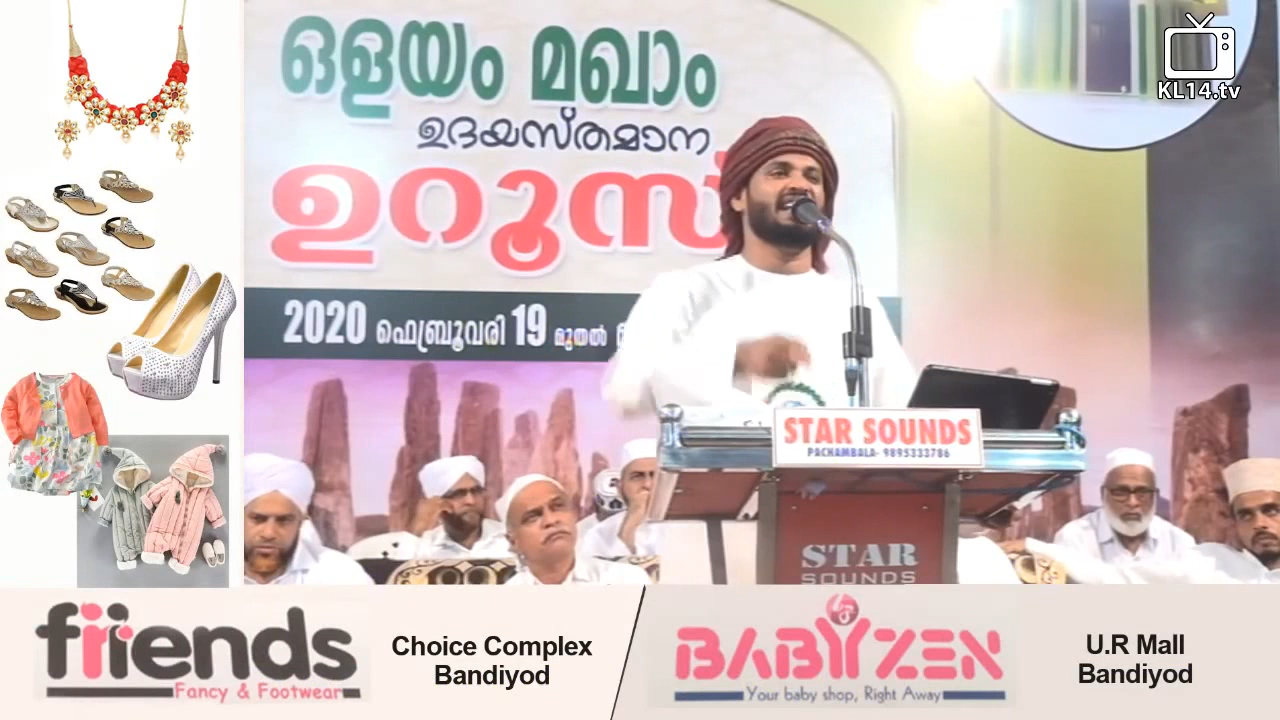 ഒളയം മഖാം
ഉദയസ്തമാന
ഉറൂസ്
2020 ഫെബ്രുവരി 19 മുതൽ
KL14.tv
STAR SOUNDS
PACHAMBALA- 9895333786
STAR
SOUNDS
friends
Fancy & Footwear
Choice Complex
Bandiyod
BABYZEN
Your baby shop, Right Away
U.R Mall
Bandiyod